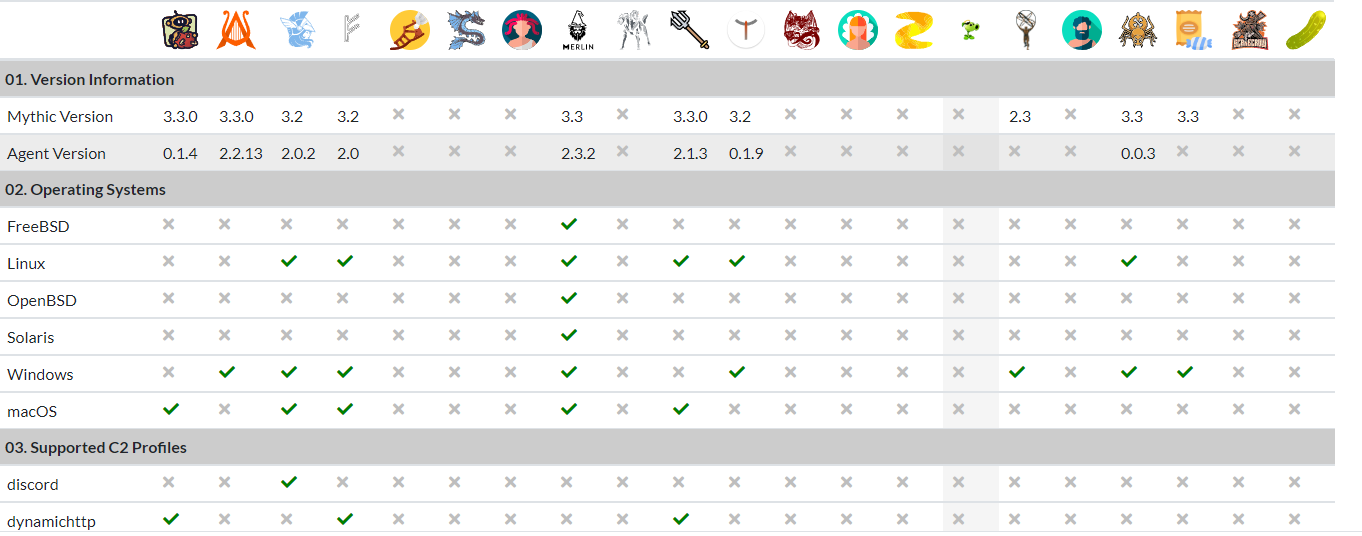 MERLIN
SCARECROW
01. Version Information
Mythic Version 3.3.0 3.3.0 3.2 3.2 3.3 3.3.0 3.2 2.3 3.3 3.3
Agent Version 0.1.4 2.2.13 2.0.2 2.0 2.3.2 2.1.3 0.1.9 0.0.3
02. Operating Systems
FreeBSD
Linux
OpenBSD
Solaris
Windows
macOS
03. Supported C2 Profiles
discord
dynamichttp